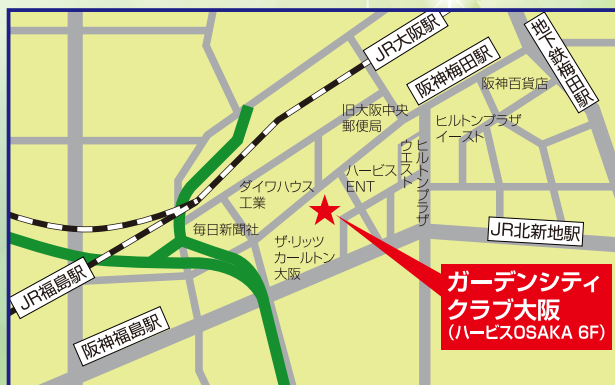 JR大阪駅
阪神梅田駅
地下鉄梅田駅
阪神百貨店
旧大阪中央
郵便局
ヒルトンプラザ
イースト
ヒルトンプラザ
ウエスト
ハービス
ENT
ダイワハウス
工業
毎日新聞社
ザ・リッツ
カールトン
大阪
JR北新地駅
JR福島駅
阪神福島駅
ガーデンシティ
クラブ大阪
(ハービスOSAKA 6F)